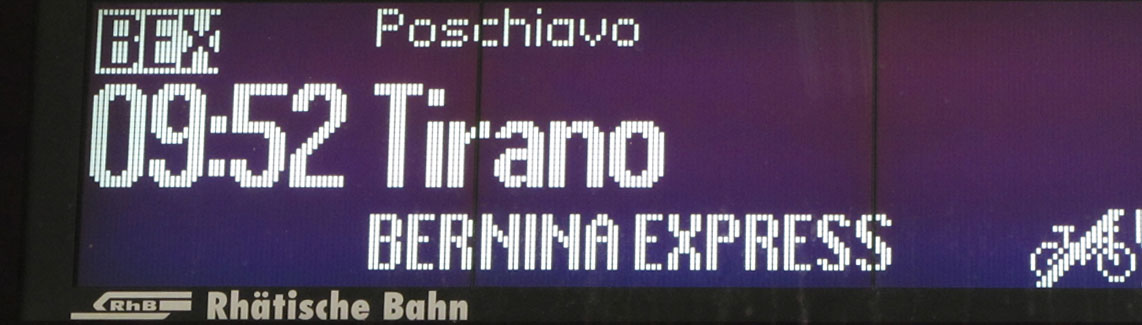 BEX Poschiavo
09:52 Tirano
BERNINA EXPRESS
RhB Rhätische Bahn